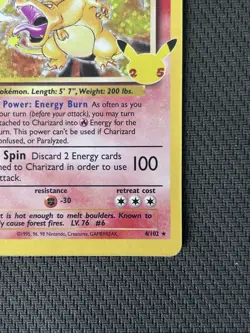 Pokémon. Length: 5' 7", Weight: 200 lbs.
25
Power: Energy Burn As often as you
our turn (before your attack), you may turn
ttached to Charizard into Energy for the
turn. This power can't be used if Charizard
onfused, or Paralyzed.
Spin Discard 2 Energy cards
hed to Charizard in order to use
ttack.
100
resistance
retreat cost
-30
t is hot enough to melt boulders. Known to
ly cause forest fires. LV. 76 #6
©1995, 96, 98 Nintendo, Creatures, GAMEFREAK.
4/102 ★